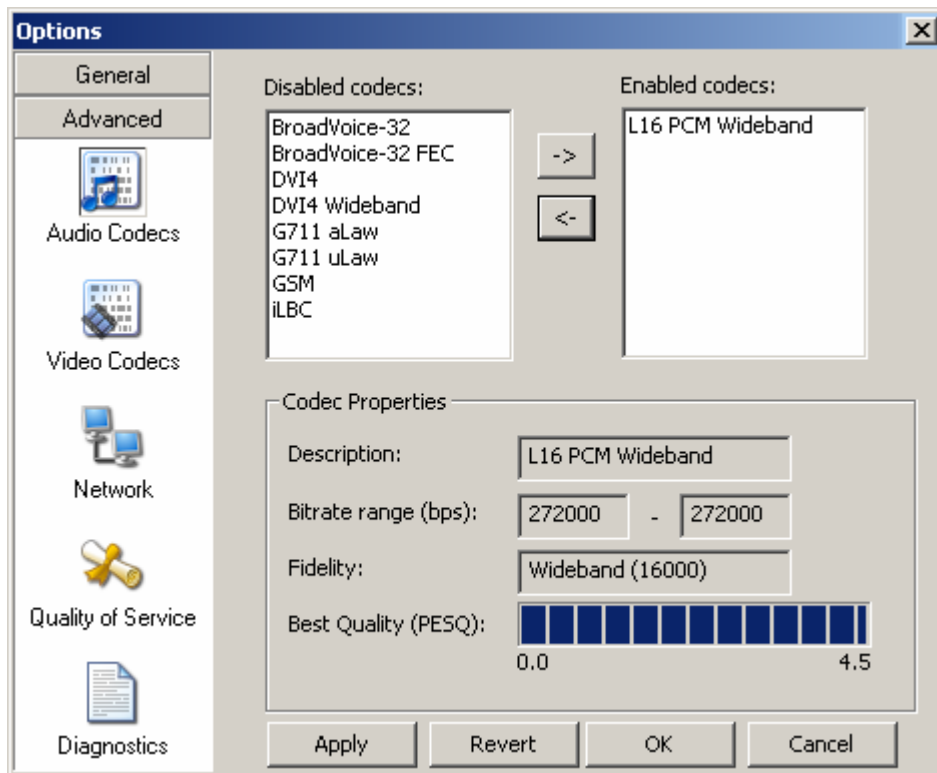 Options
General
Advanced
Audio Codecs
Video Codecs
Network
Quality of Service
Diagnostics
Disabled codecs:
BroadVoice-32
BroadVoice-32 FEC
DVI4
DVI4 Wideband
G711 aLaw
G711 uLaw
GSM
iLBC
->
<-
Enabled codecs:
L16 PCM Wideband
Codec Properties
Description: L16 PCM Wideband
Bitrate range (bps): 272000 - 272000
Fidelity: Wideband (16000)
Best Quality (PESQ):
0.0 4.5
Apply Revert OK Cancel